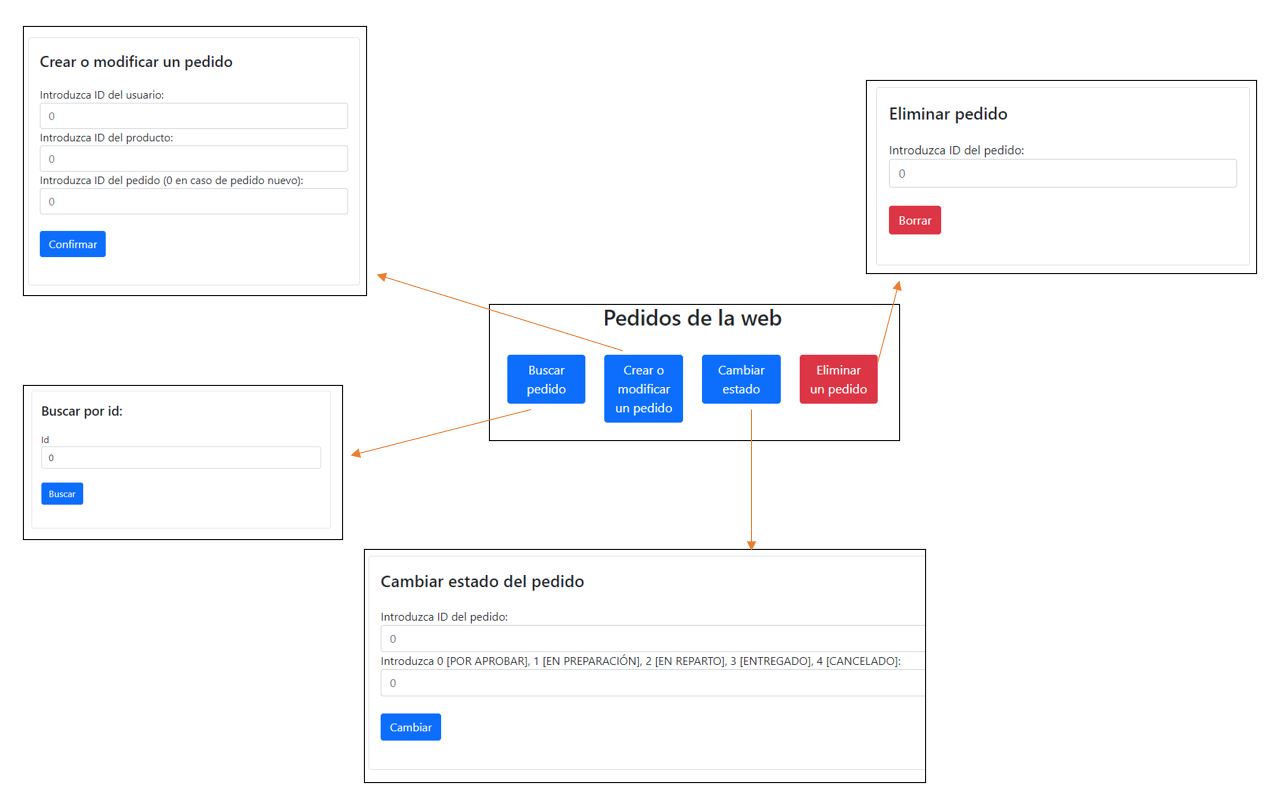 Crear o modificar un pedido
Introduzca ID del usuario:
0
Introduzca ID del producto:
0
Introduzca ID del pedido (0 en caso de pedido nuevo):
0
Confirmar
Eliminar pedido
Introduzca ID del pedido:
0
Borrar
Pedidos de la web
Buscar
pedido
Crear o
modificar
un pedido
Cambiar
estado
Eliminar
un pedido
Buscar por id:
Id
0
Buscar
Cambiar estado del pedido
Introduzca ID del pedido:
0
Introduzca 0 [POR APROBAR], 1 [EN PREPARACIÓN], 2 [EN REPARTO], 3 [ENTREGADO], 4 [CANCELADO]:
0
Cambiar